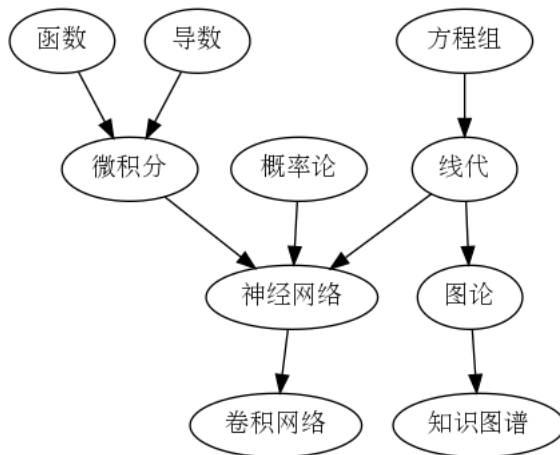 函数
导数
方程组
微积分
概率论
线代
神经网络
图论
卷积网络
知识图谱